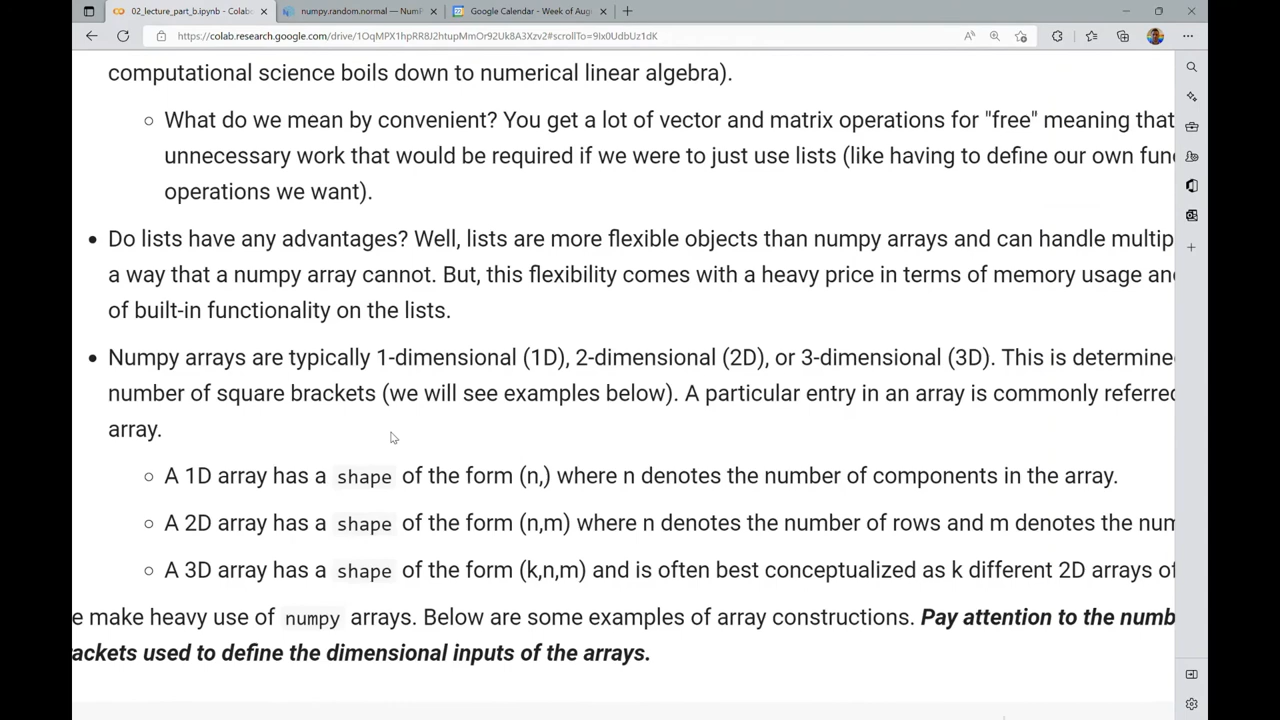 02_lecture_part_b.ipynb - Colabo
numpy.random.normal — NumP
Google Calendar - Week of Augu
https://colab.research.google.com/drive/1OqMPX1hpRR8J2htupMmOr92Uk8A3Xzv2#scrollTo=9Ix0UdbUz1dK
computational science boils down to numerical linear algebra).
What do we mean by convenient? You get a lot of vector and matrix operations for "free" meaning that
unnecessary work that would be required if we were to just use lists (like having to define our own fun
operations we want).
Do lists have any advantages? Well, lists are more flexible objects than numpy arrays and can handle multip
a way that a numpy array cannot. But, this flexibility comes with a heavy price in terms of memory usage an
of built-in functionality on the lists.
Numpy arrays are typically 1-dimensional (1D), 2-dimensional (2D), or 3-dimensional (3D). This is determine
number of square brackets (we will see examples below). A particular entry in an array is commonly referre
array.
A 1D array has a shape of the form (n,) where n denotes the number of components in the array.
A 2D array has a shape of the form (n,m) where n denotes the number of rows and m denotes the num
A 3D array has a shape of the form (k,n,m) and is often best conceptualized as k different 2D arrays of
e make heavy use of numpy arrays. Below are some examples of array constructions. Pay attention to the numb
ackets used to define the dimensional inputs of the arrays.